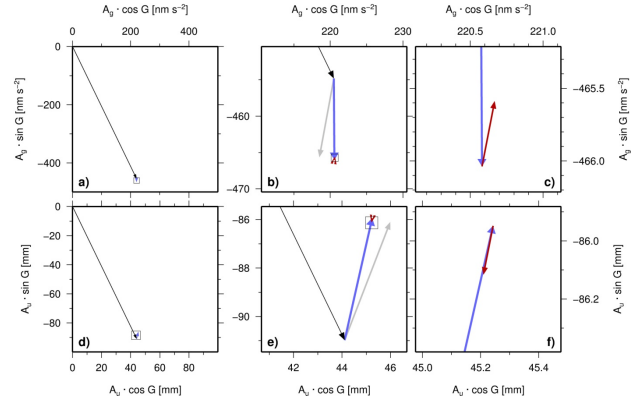 A_g · cos G [nm s⁻²] A_g · cos G [nm s⁻²] A_g · cos G [nm s⁻²]
0 200 400 220 230 220.5 221.0
0
−200
−400
A_g · sin G [nm s⁻²]
a)
−460
−470
b)
−465.5
−466.0
A_g · sin G [nm s⁻²]
c)
0
−20
−40
−60
−80
A_u · sin G [mm]
d)
−86
−88
−90
e)
−86.0
−86.2
A_u · sin G [mm]
f)
0 20 40 60 80 42 44 46 45.0 45.2 45.4
A_u · cos G [mm] A_u · cos G [mm] A_u · cos G [mm]